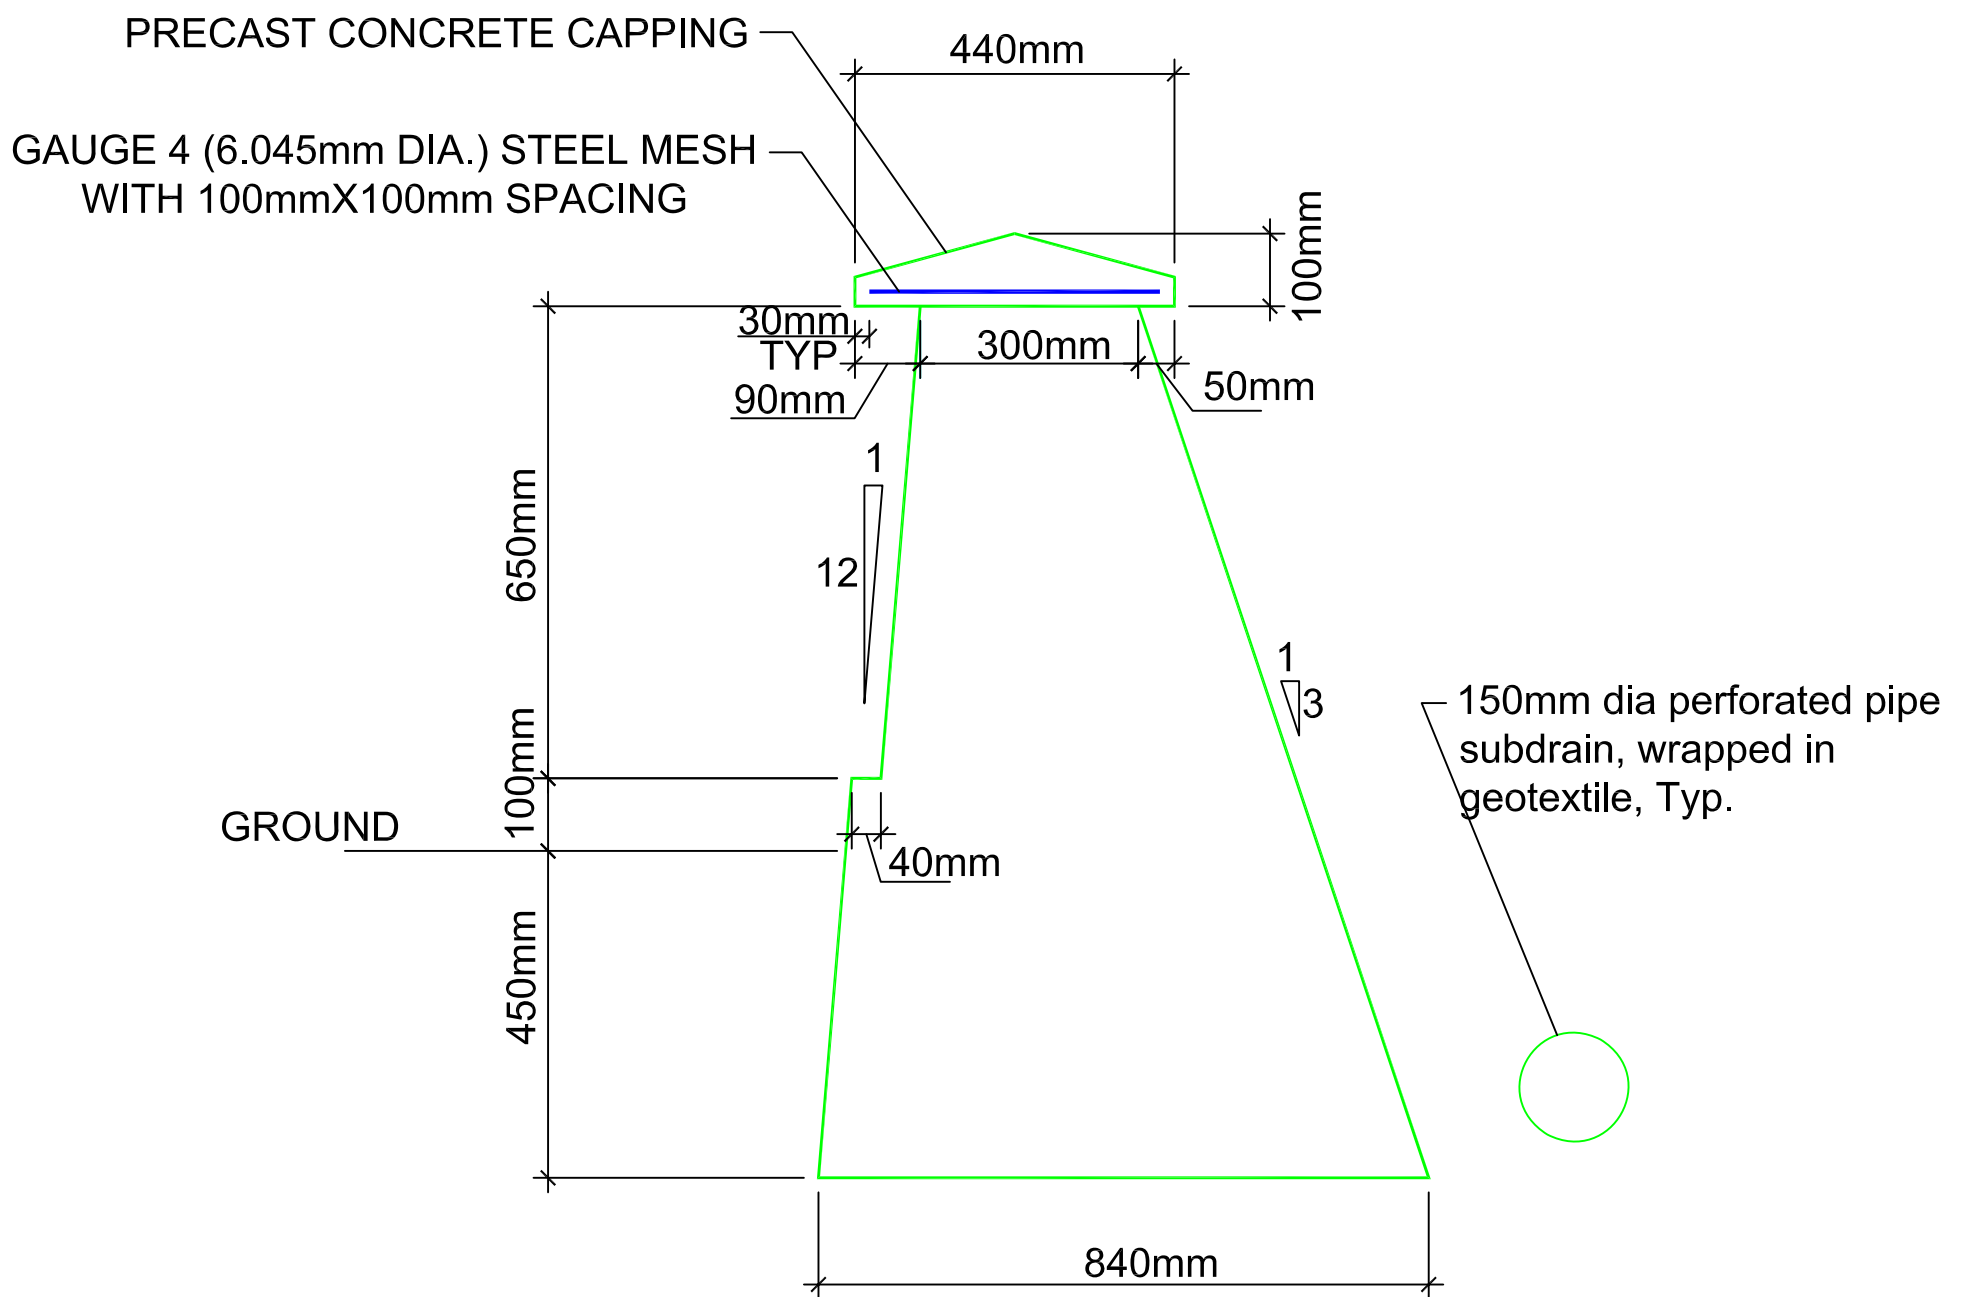 PRECAST CONCRETE CAPPING
440mm
GAUGE 4 (6.045mm DIA.) STEEL MESH
WITH 100mmX100mm SPACING
100mm
30mm
TYP
300mm
90mm
50mm
1
12
650mm
1
3
150mm dia perforated pipe
subdrain, wrapped in
geotextile, Typ.
100mm
GROUND
40mm
450mm
840mm